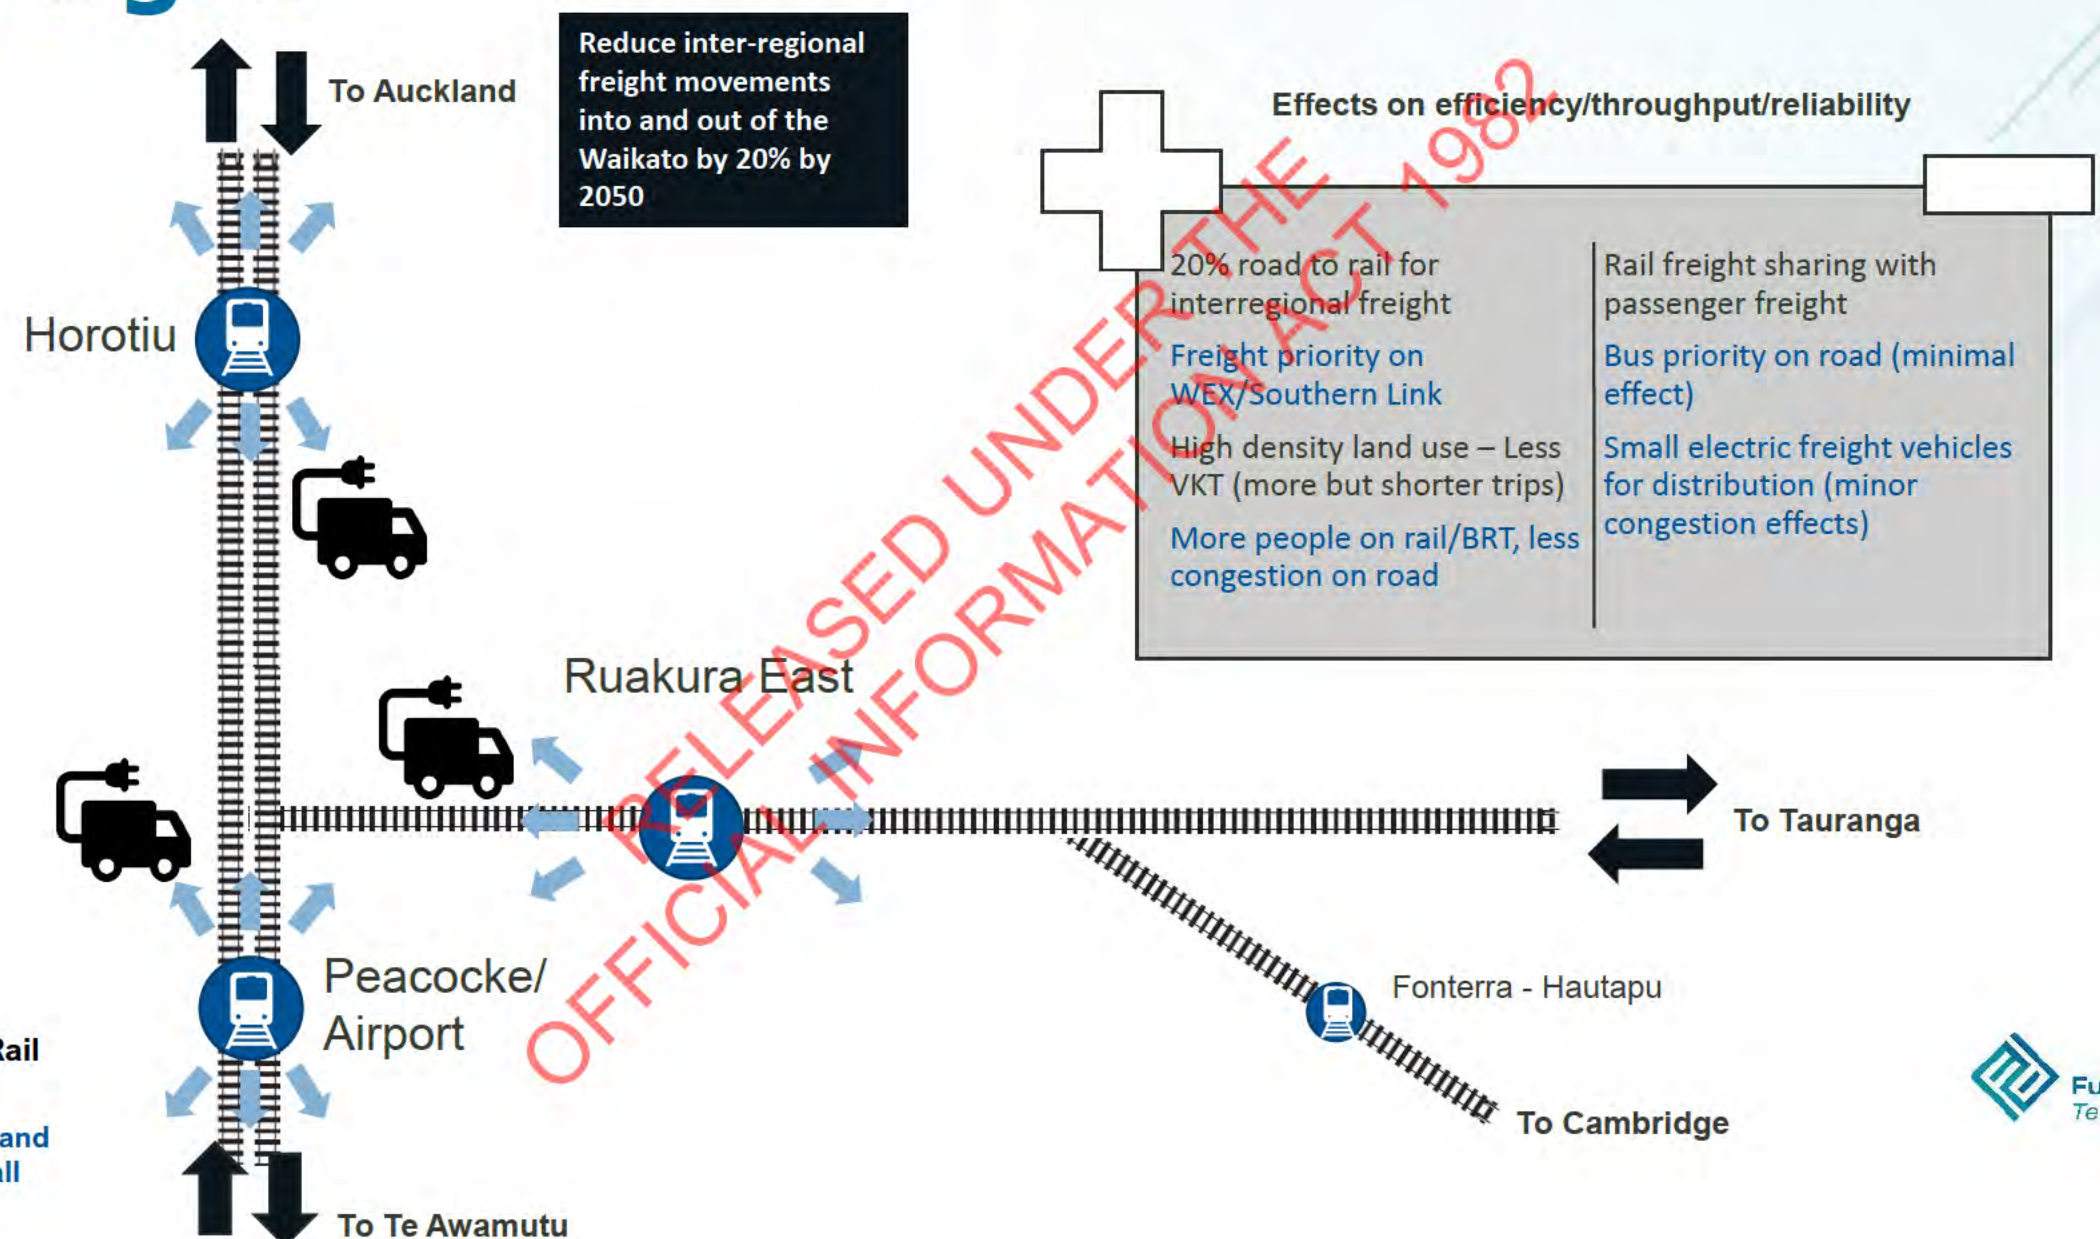 To Auckland
Reduce inter-regional
freight movements
into and out of the
Waikato by 20% by
2050
Effects on efficiency/throughput/reliability
20% road to rail for
interregional freight
Freight priority on
WEX/Southern Link
High density land use – Less
VKT (more but shorter trips)
More people on rail/BRT, less
congestion on road
Rail freight sharing with
passenger freight
Bus priority on road (minimal
effect)
Small electric freight vehicles
for distribution (minor
congestion effects)
Horotiu
Ruakura East
To Tauranga
Peacocke/
Airport
Fonterra - Hautapu
To Cambridge
To Te Awamutu
Rail
and
RELEASED UNDER THE
OFFICIAL INFORMATION ACT 1982